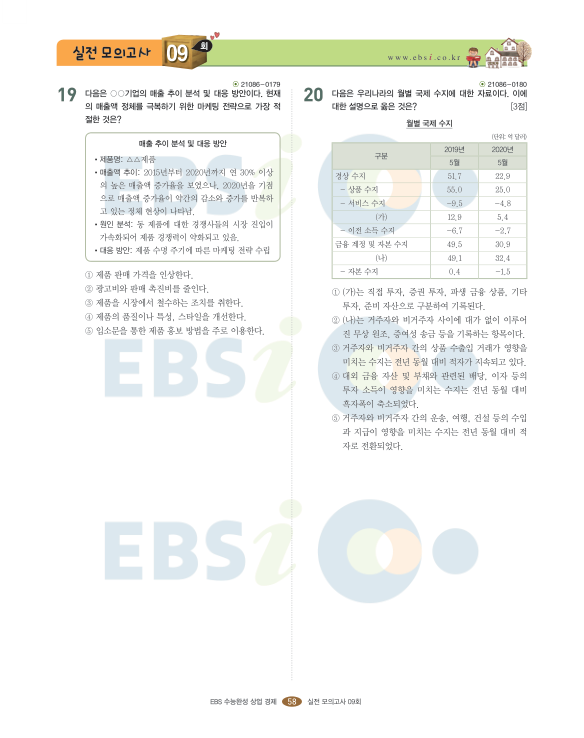 실전 모의고사 09 회
www.ebsi.co.kr
21086-0179
19 다음은 ○○기업의 매출 추이 분석 및 대응 방안이다. 현재
의 매출액 정체를 극복하기 위한 마케팅 전략으로 가장 적
절한 것은?
매출 추이 분석 및 대응 방안
• 제품명: △△제품
• 매출액 추이: 2015년부터 2020년까지 연 30% 이상
의 높은 매출액 증가율을 보였으나, 2020년을 기점
으로 매출액 증가율이 약간의 감소와 증가를 반복하
고 있는 정체 현상이 나타남.
• 원인 분석: 동 제품에 대한 경쟁사들의 시장 진입이
가속화되어 제품 경쟁력이 약화되고 있음.
• 대응 방안: 제품 수명 주기에 따른 마케팅 전략 수립
① 제품 판매 가격을 인상한다.
② 광고비와 판매 촉진비를 줄인다.
③ 제품을 시장에서 철수하는 조치를 취한다.
④ 제품의 품질이나 특성, 스타일을 개선한다.
⑤ 입소문을 통한 제품 홍보 방법을 주로 이용한다.
21086-0180
20 다음은 우리나라의 월별 국제 수지에 대한 자료이다. 이에
대한 설명으로 옳은 것은? [3점]
월별 국제 수지
(단위: 억 달러)
구분 2019년 2020년
5월 5월
경상 수지 51.7 22.9
- 상품 수지 55.0 25.0
- 서비스 수지 -9.5 -4.8
(가) 12.9 5.4
- 이전 소득 수지 -6.7 -2.7
금융 계정 및 자본 수지 49.5 30.9
(나) 49.1 32.4
- 자본 수지 0.4 -1.5
① (가)는 직접 투자, 증권 투자, 파생 금융 상품, 기타
투자, 준비 자산으로 구분하여 기록된다.
② (나)는 거주자와 비거주자 사이에 대가 없이 이루어
진 무상 원조, 증여성 송금 등을 기록하는 항목이다.
③ 거주자와 비거주자 간의 상품 수출입 거래가 영향을
미치는 수지는 전년 동월 대비 적자가 지속되고 있다.
④ 대외 금융 자산 및 부채와 관련된 배당, 이자 등의
투자 소득이 영향을 미치는 수지는 전년 동월 대비
흑자폭이 축소되었다.
⑤ 거주자와 비거주자 간의 운송, 여행, 건설 등의 수입
과 지급이 영향을 미치는 수지는 전년 동월 대비 적
자로 전환되었다.
EBSi
EBSi
EBSi
EBS 수능완성 상업 경제 58 실전 모의고사 09회